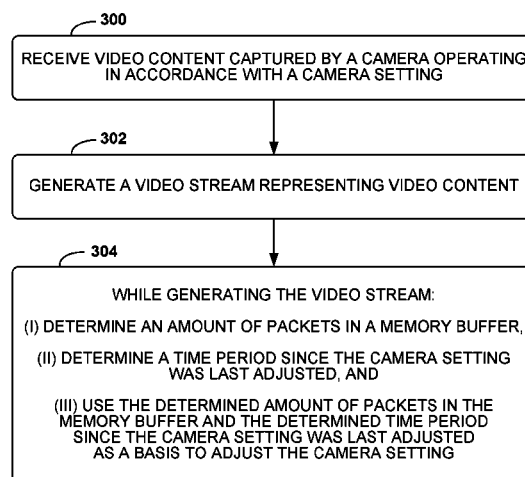 300
RECEIVE VIDEO CONTENT CAPTURED BY A CAMERA OPERATING
IN ACCORDANCE WITH A CAMERA SETTING
302
GENERATE A VIDEO STREAM REPRESENTING VIDEO CONTENT
304
WHILE GENERATING THE VIDEO STREAM:
(I) DETERMINE AN AMOUNT OF PACKETS IN A MEMORY BUFFER,
(II) DETERMINE A TIME PERIOD SINCE THE CAMERA SETTING
WAS LAST ADJUSTED, AND
(III) USE THE DETERMINED AMOUNT OF PACKETS IN THE
MEMORY BUFFER AND THE DETERMINED TIME PERIOD
SINCE THE CAMERA SETTING WAS LAST ADJUSTED
AS A BASIS TO ADJUST THE CAMERA SETTING